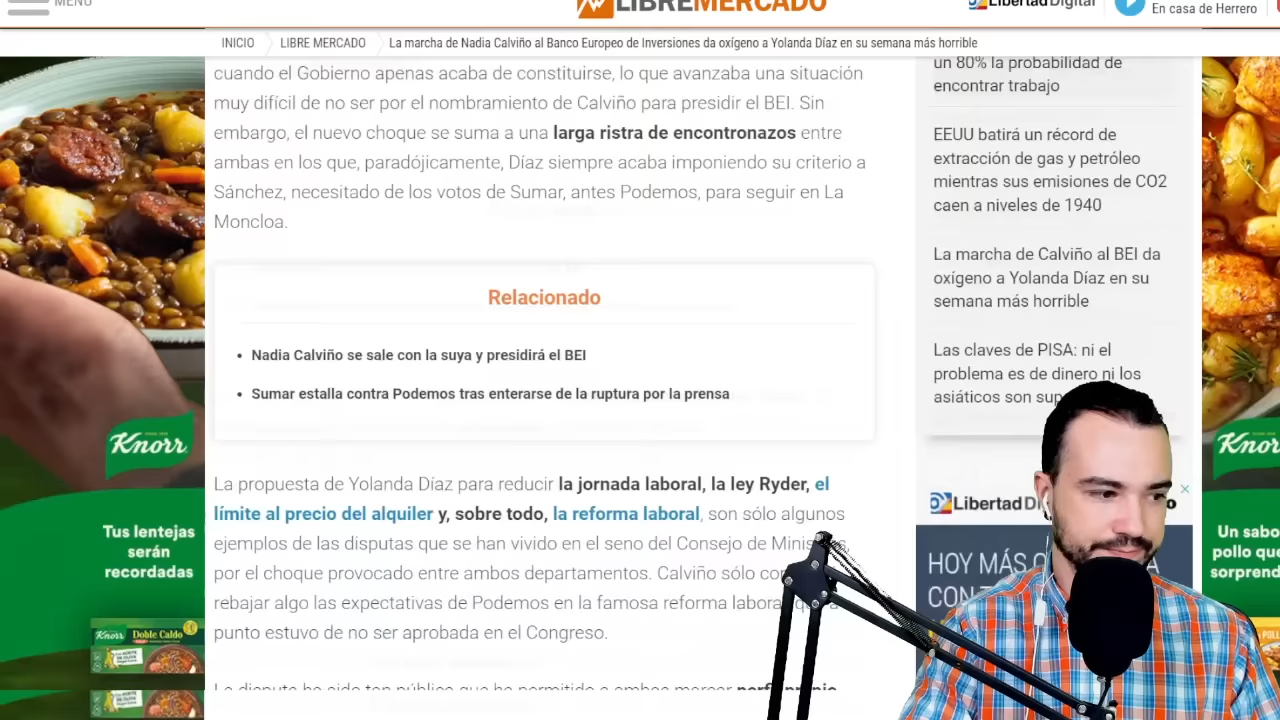 MENÚ
LIBREMERCADO
Libertad Digital
En casa de Herrero
INICIO
LIBRE MERCADO
La marcha de Nadia Calviño al Banco Europeo de Inversiones da oxígeno a Yolanda Díaz en su semana más horrible
cuando el Gobierno apenas acaba de constituirse, lo que avanzaba una situación
muy difícil de no ser por el nombramiento de Calviño para presidir el BEI. Sin
embargo, el nuevo choque se suma a una larga ristra de encontronazos entre
ambas en los que, paradójicamente, Díaz siempre acaba imponiendo su criterio a
Sánchez, necesitado de los votos de Sumar, antes Podemos, para seguir en La
Moncloa.
Relacionado
• Nadia Calviño se sale con la suya y presidirá el BEI
• Sumar estalla contra Podemos tras enterarse de la ruptura por la prensa
La propuesta de Yolanda Díaz para reducir la jornada laboral, la ley Ryder, el
límite al precio del alquiler y, sobre todo, la reforma laboral, son sólo algunos
ejemplos de las disputas que se han vivido en el seno del Consejo de Minis
por el choque provocado entre ambos departamentos. Calviño sólo co
rebajar algo las expectativas de Podemos en la famosa reforma labora
punto estuvo de no ser aprobada en el Congreso.
un 80% la probabilidad de
encontrar trabajo
EEUU batirá un récord de
extracción de gas y petróleo
mientras sus emisiones de CO2
caen a niveles de 1940
La marcha de Calviño al BEI da
oxígeno a Yolanda Díaz en su
semana más horrible
Las claves de PISA: ni el
problema es de dinero ni los
asiáticos son sup
Libertad Di
HOY MÁS
CON
Knorr
Tus lentejas
serán
recordadas
Knorr Doble Caldo
Knor
Un sabo
pollo que
sorprend